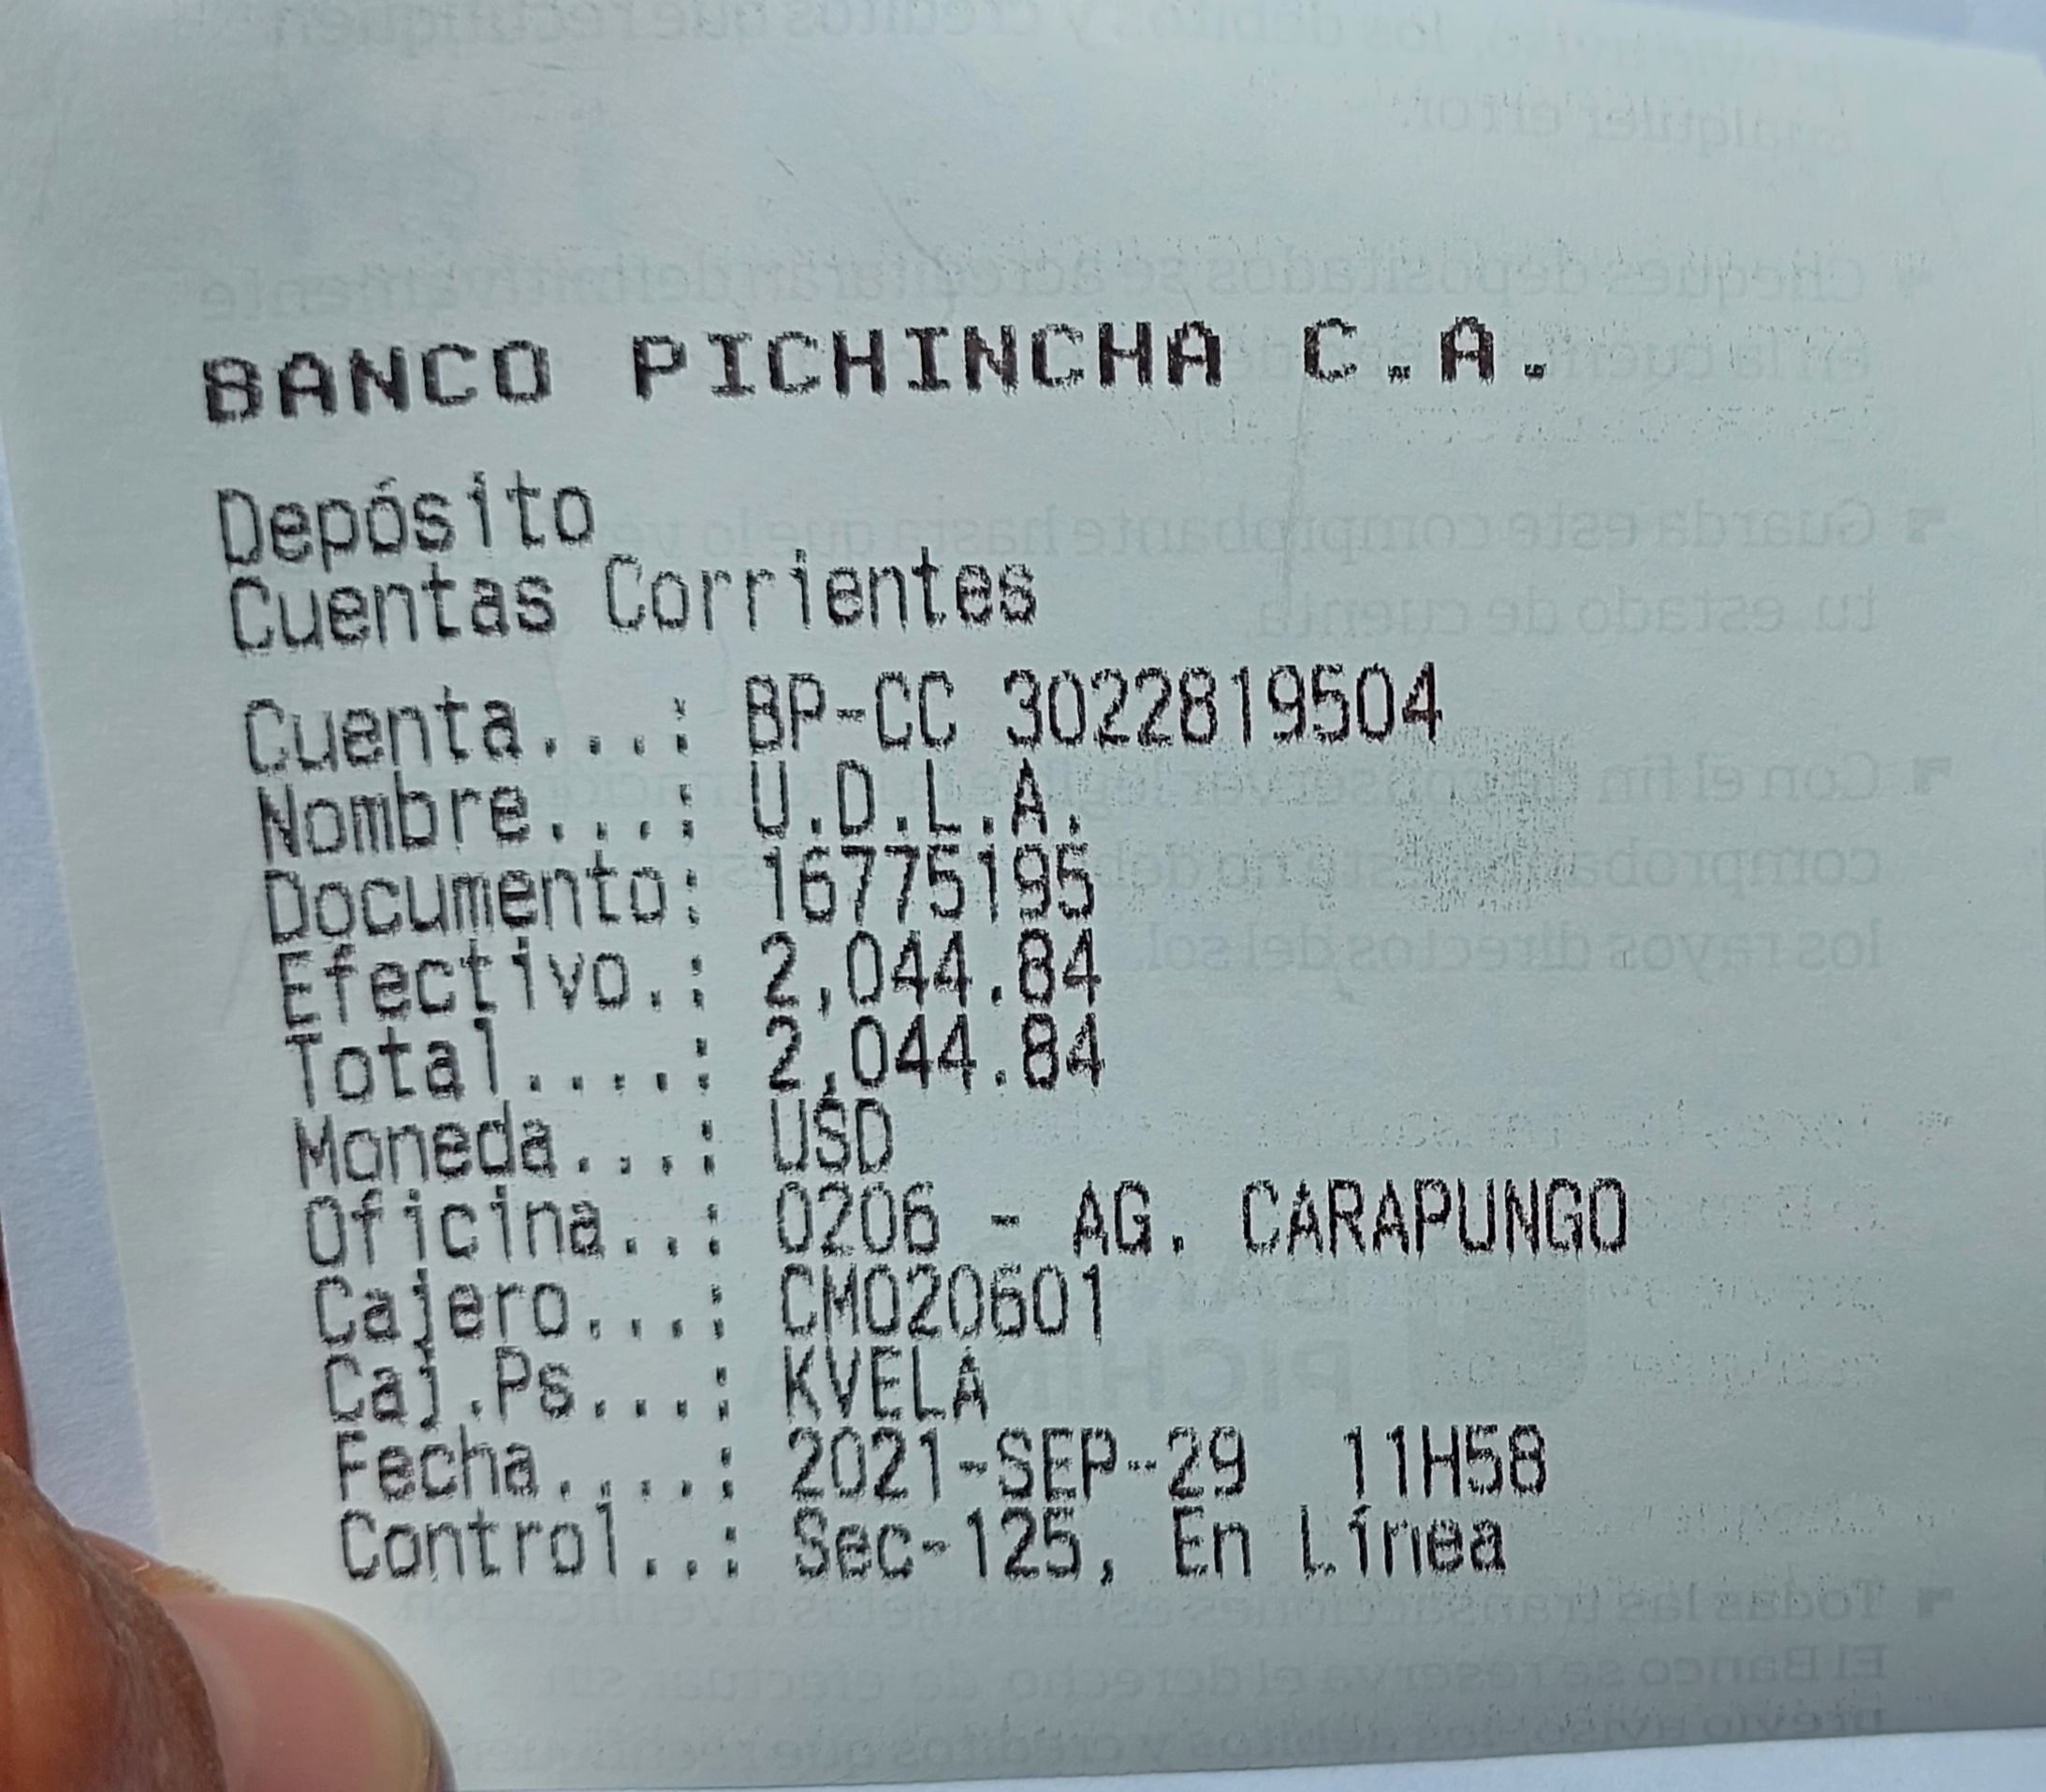 BANCO PICHINCHA C.A.
Depósito
Cuentas Corrientes
Cuenta...: BP-CC 3022819504
Nombre...: U.D.L.A.
Documento: 16775195
Efectivo.: 2,044.84
Total....: 2,044.84
Moneda...: USD
Oficina..: 0206 - AG. CARAPUNGO
Cajero...: CM020601
Caj.Ps...: KVELA
Fecha....: 2021-SEP-29 11H58
Control..: Sec-125, En Línea